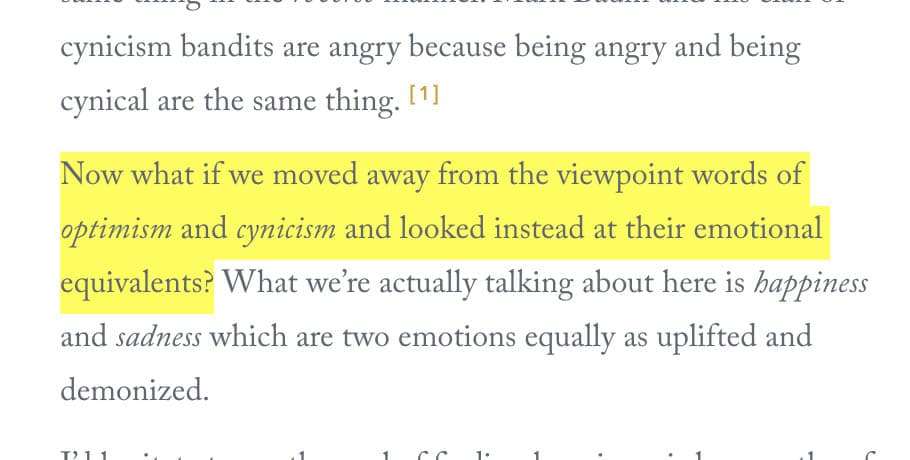 cynicism bandits are angry because being angry and being
cynical are the same thing. [1]
Now what if we moved away from the viewpoint words of
optimism and cynicism and looked instead at their emotional
equivalents? What we’re actually talking about here is happiness
and sadness which are two emotions equally as uplifted and
demonized.